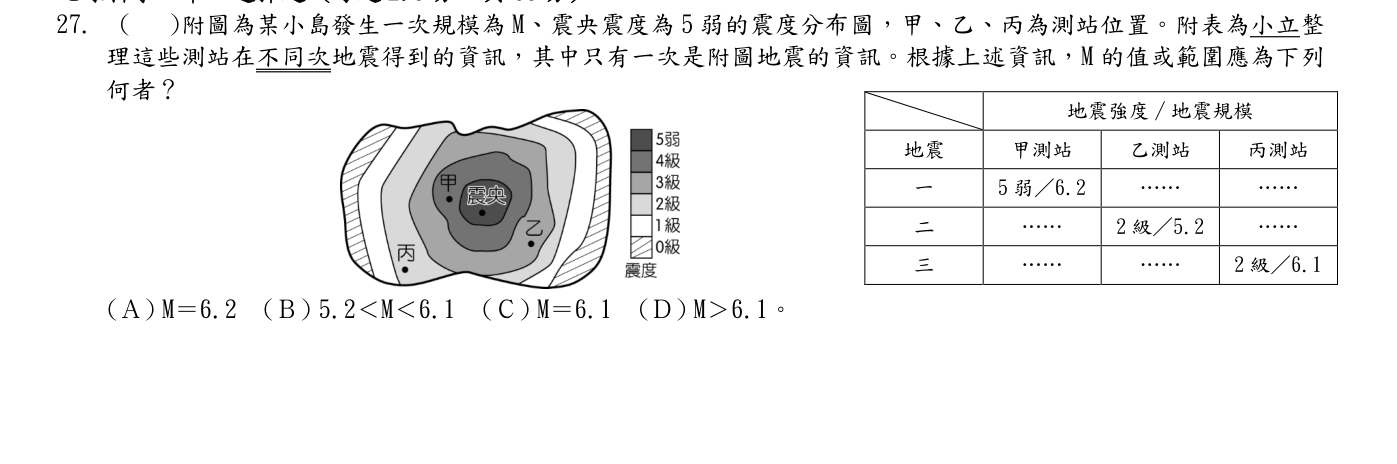 27. （　　）附圖為某小島發生一次規模為 M、震央震度為 5 弱的震度分布圖，甲、乙、丙為測站位置。附表為小立整
理這些測站在不同次地震得到的資訊，其中只有一次是附圖地震的資訊。根據上述資訊，M 的值或範圍應為下列
何者？
甲
震央
乙
丙
5弱
4級
3級
2級
1級
0級
震度
地震強度／地震規模
地震 甲測站 乙測站 丙測站
一 5 弱／6.2 …… ……
二 …… 2 級／5.2 ……
三 …… …… 2 級／6.1
（A）M＝6.2 （B）5.2＜M＜6.1 （C）M＝6.1 （D）M＞6.1。